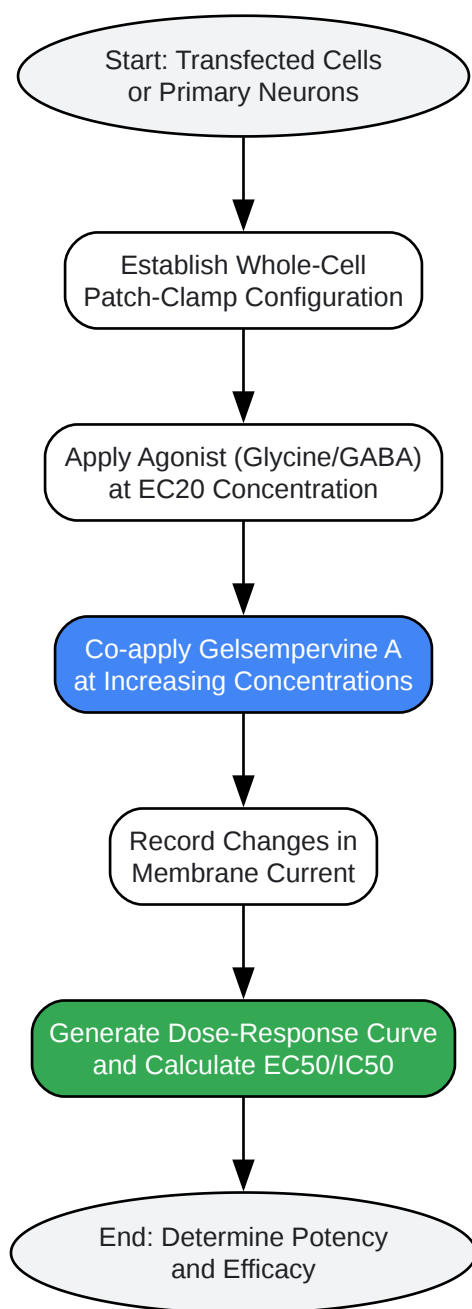 Start: Transfected Cells
or Primary Neurons
Establish Whole-Cell
Patch-Clamp Configuration
Apply Agonist (Glycine/GABA)
at EC20 Concentration
Co-apply Gelsempervine A
at Increasing Concentrations
Record Changes in
Membrane Current
Generate Dose-Response Curve
and Calculate EC50/IC50
End: Determine Potency
and Efficacy